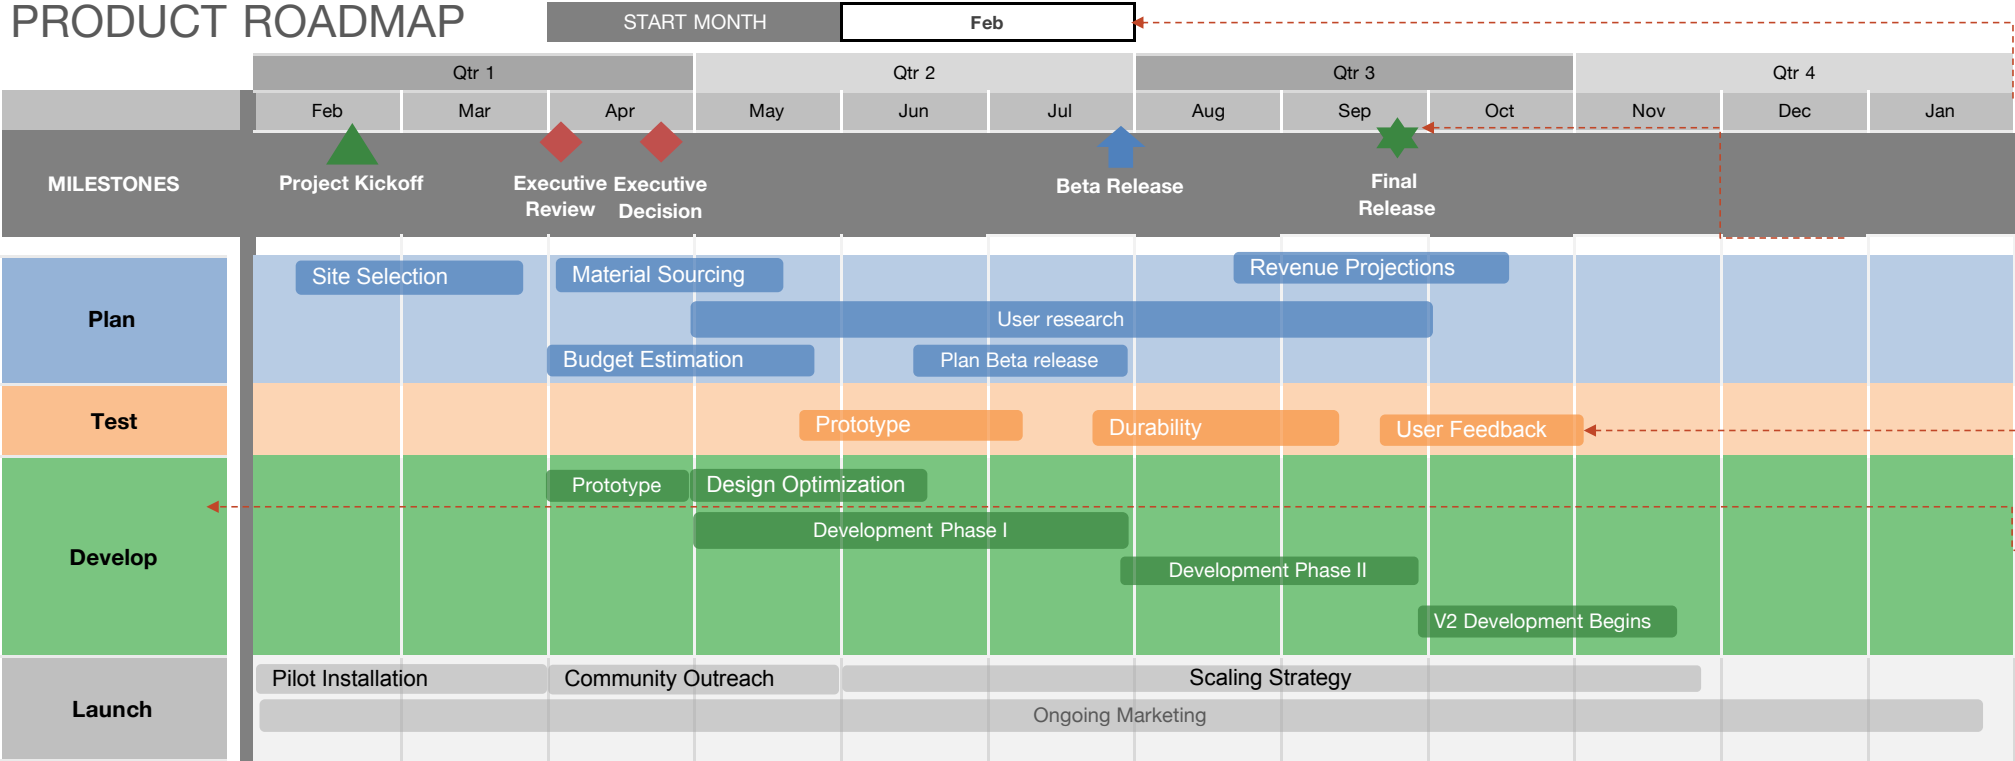 PRODUCT ROADMAP
START MONTH
Feb
Qtr 1
Qtr 2
Qtr 3
Qtr 4
Feb
Mar
Apr
May
Jun
Jul
Aug
Sep
Oct
Nov
Dec
Jan
MILESTONES
Project Kickoff
Executive
Review
Executive
Decision
Beta Release
Final
Release
Plan
Site Selection
Material Sourcing
Revenue Projections
User research
Budget Estimation
Plan Beta release
Test
Prototype
Durability
User Feedback
Develop
Prototype
Design Optimization
Development Phase I
Development Phase II
V2 Development Begins
Launch
Pilot Installation
Community Outreach
Scaling Strategy
Ongoing Marketing